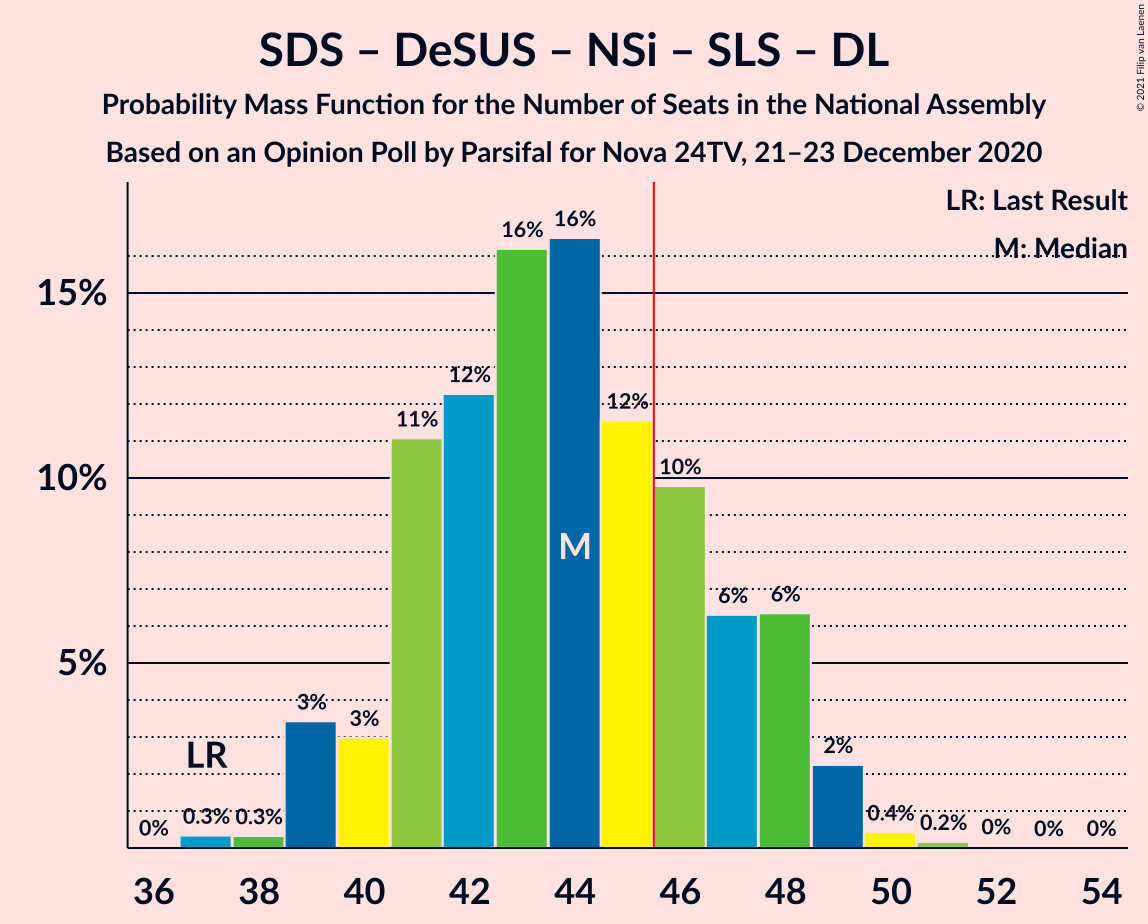 SDS – DeSUS – NSi – SLS – DL
Probability Mass Function for the Number of Seats in the National Assembly
Based on an Opinion Poll by Parsifal for Nova 24TV, 21–23 December 2020
© 2021 Filip van Laenen
LR: Last Result
M: Median
15%
10%
5%
0%
0.3%
0.3%
3%
3%
11%
12%
16%
16%
12%
10%
6%
6%
2%
0.4%
0.2%
0%
0%
0%
LR
M
36 38 40 42 44 46 48 50 52 54